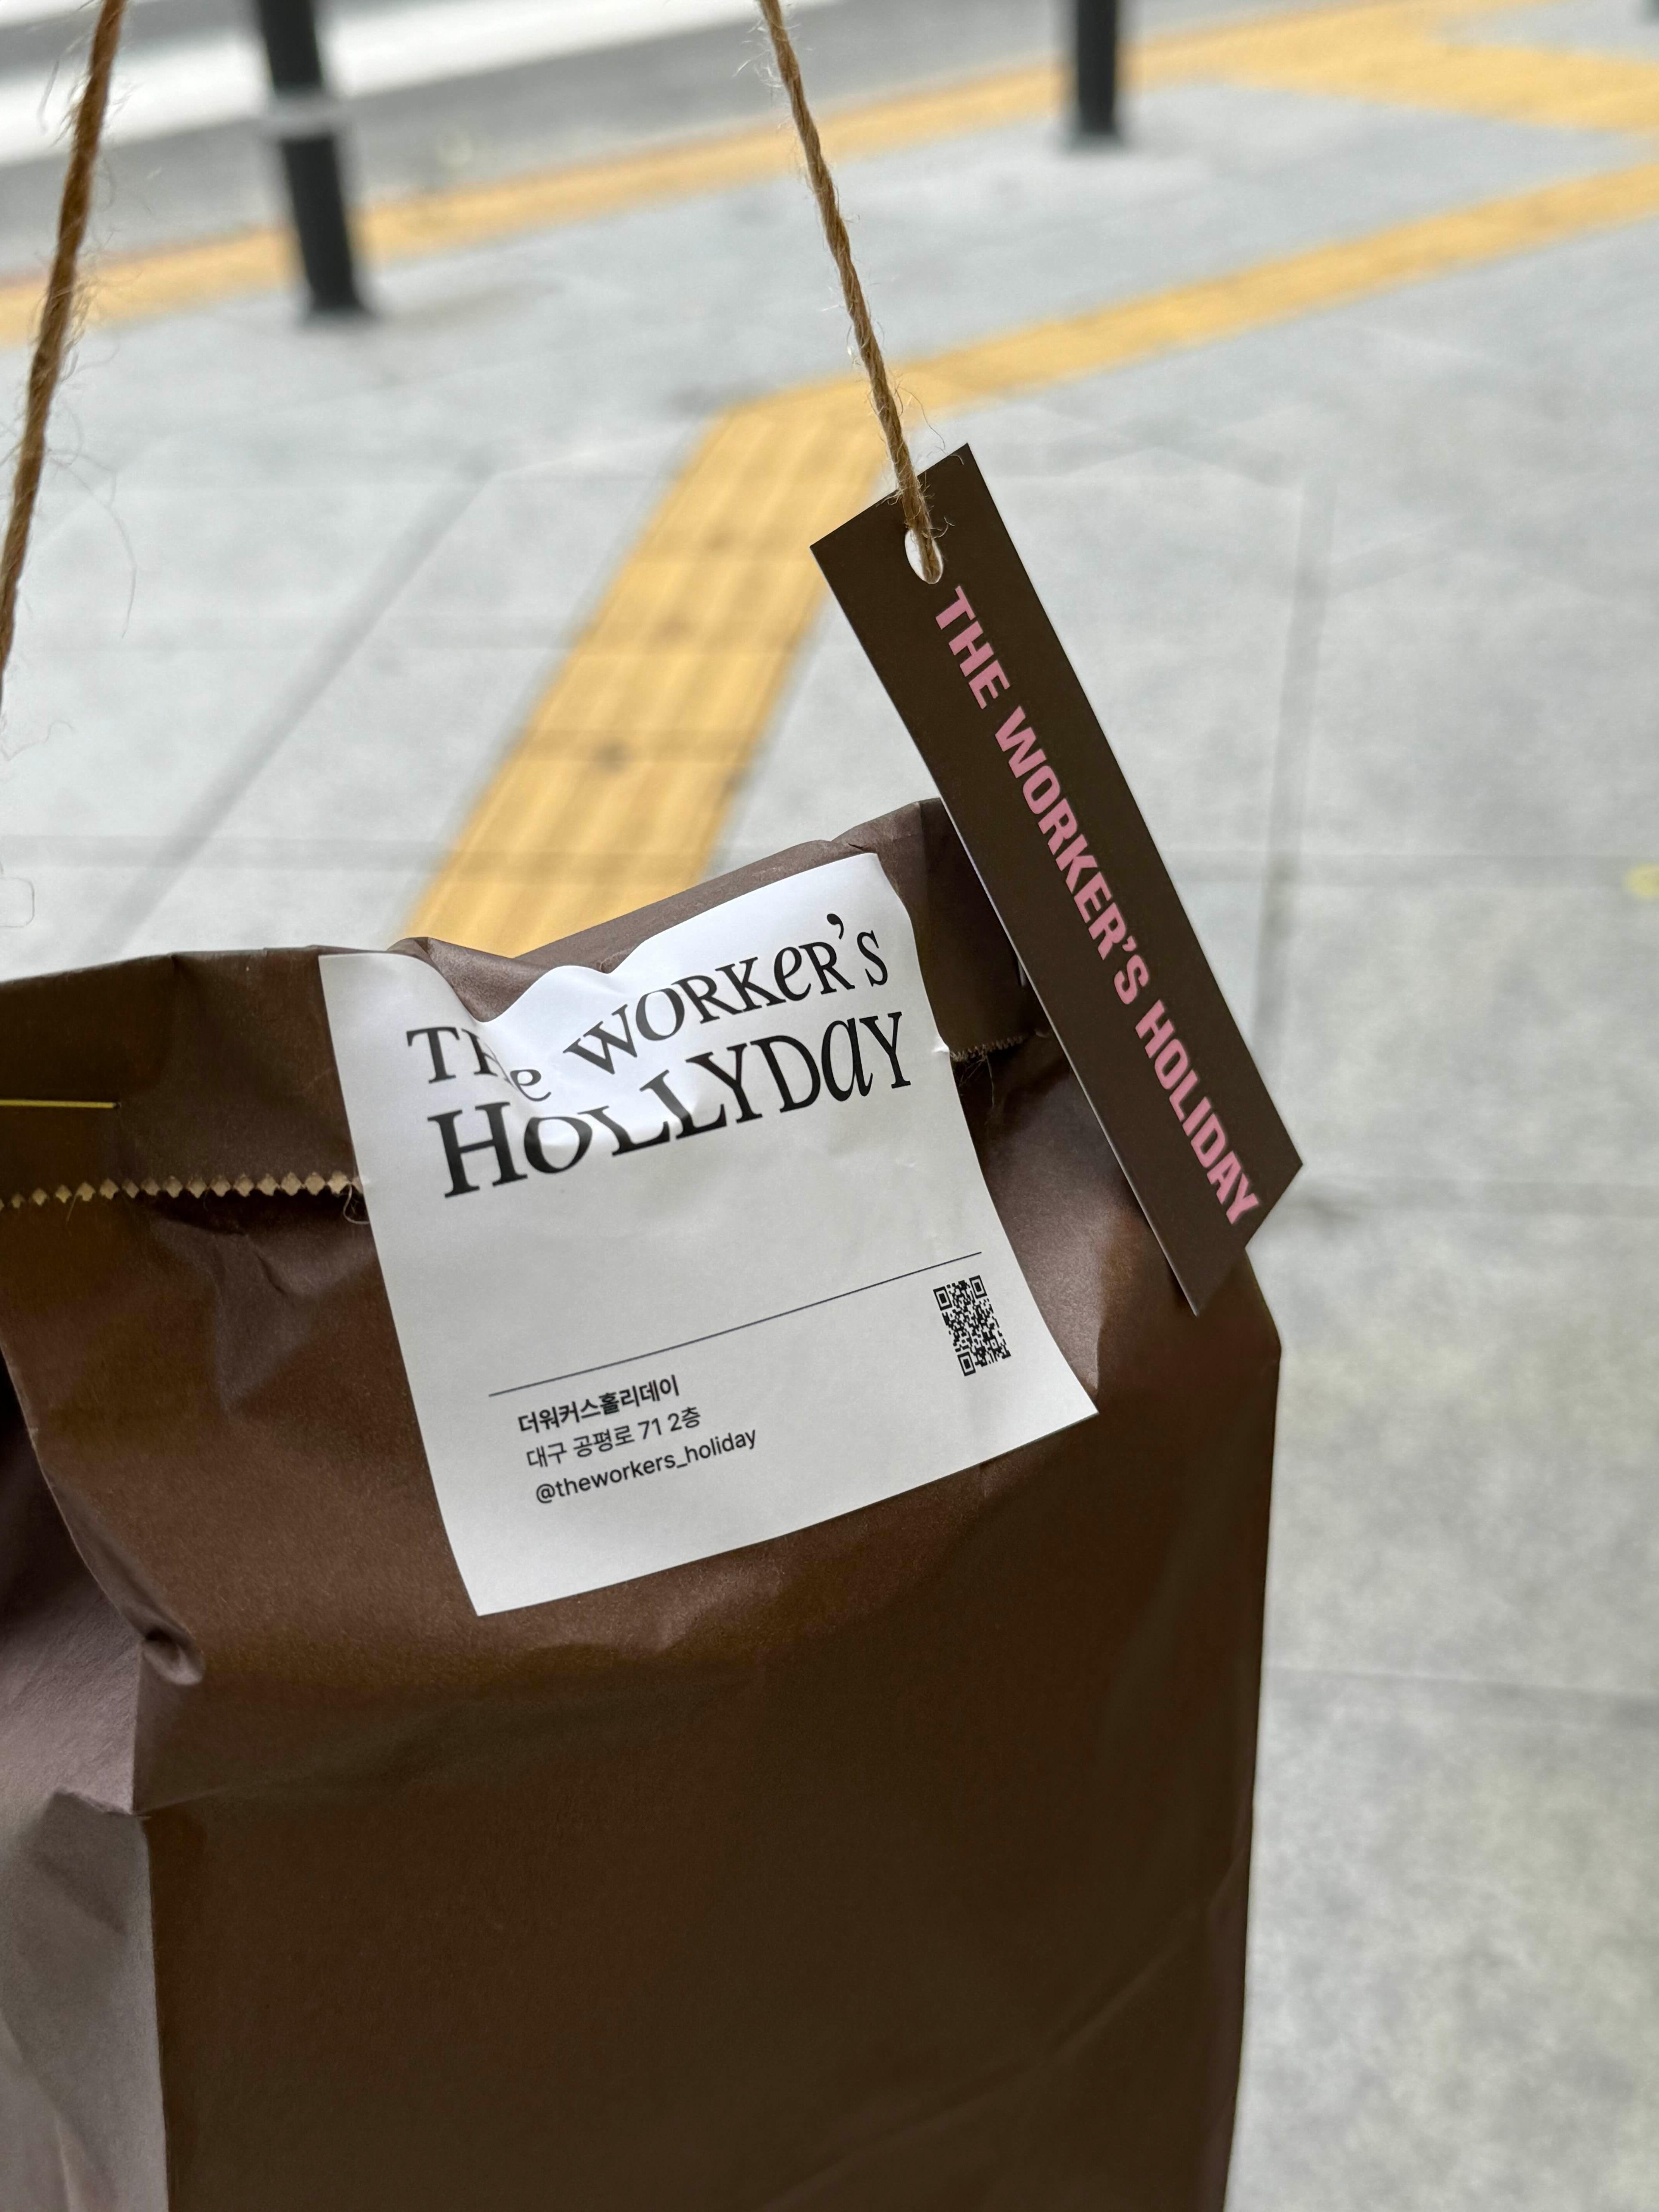 THE WORKER'S HOLIDAY
THe WORKeR's
HOLLYDaY
더워커스홀리데이
대구 공평로 71 2층
@theworkers_holiday